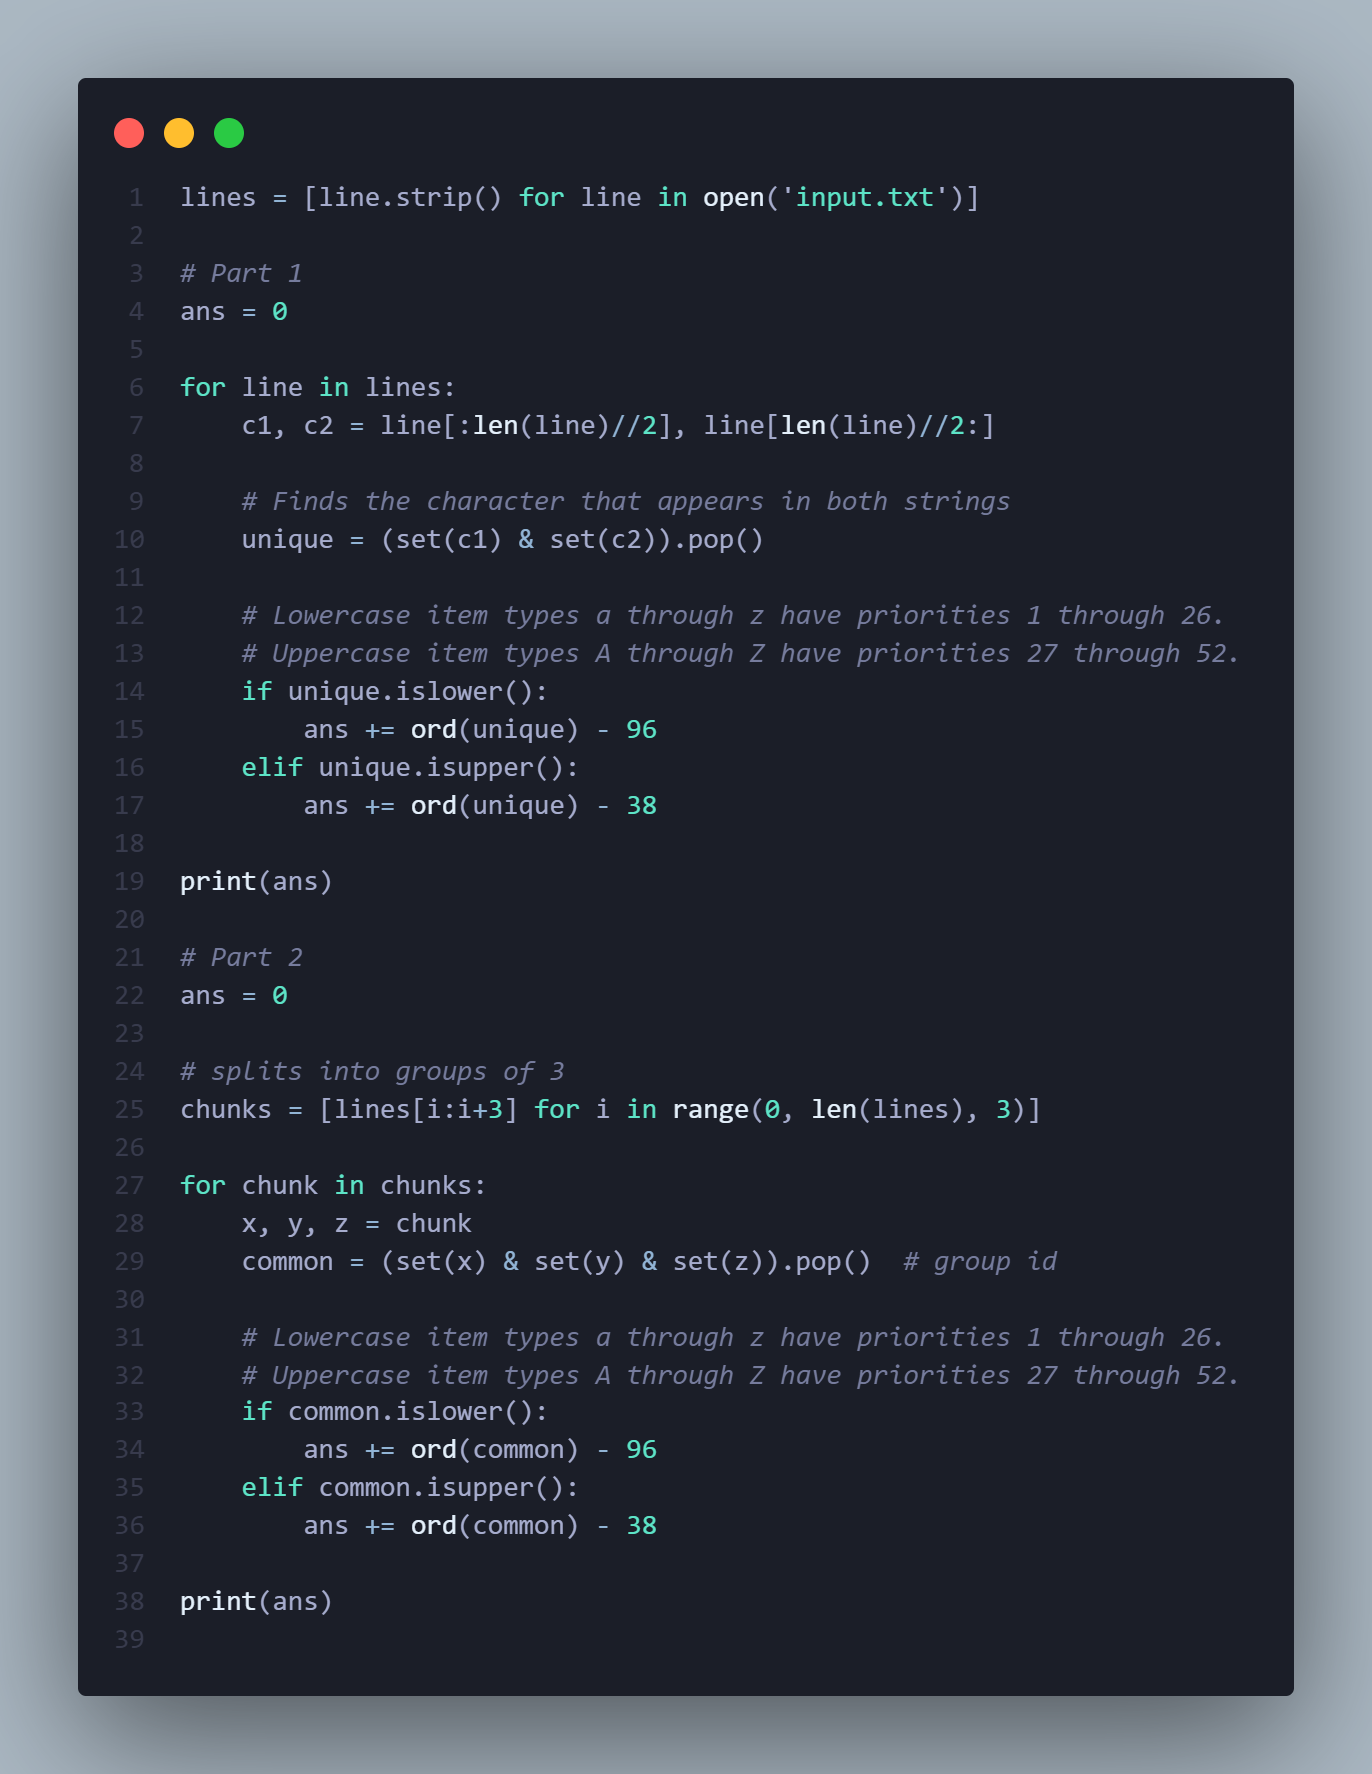 1 lines = [line.strip() for line in open('input.txt')]
2
3 # Part 1
4 ans = 0
5
6 for line in lines:
7     c1, c2 = line[:len(line)//2], line[len(line)//2:]
8
9     # Finds the character that appears in both strings
10     unique = (set(c1) & set(c2)).pop()
11
12     # Lowercase item types a through z have priorities 1 through 26.
13     # Uppercase item types A through Z have priorities 27 through 52.
14     if unique.islower():
15         ans += ord(unique) - 96
16     elif unique.isupper():
17         ans += ord(unique) - 38
18
19 print(ans)
20
21 # Part 2
22 ans = 0
23
24 # splits into groups of 3
25 chunks = [lines[i:i+3] for i in range(0, len(lines), 3)]
26
27 for chunk in chunks:
28     x, y, z = chunk
29     common = (set(x) & set(y) & set(z)).pop()  # group id
30
31     # Lowercase item types a through z have priorities 1 through 26.
32     # Uppercase item types A through Z have priorities 27 through 52.
33     if common.islower():
34         ans += ord(common) - 96
35     elif common.isupper():
36         ans += ord(common) - 38
37
38 print(ans)
39